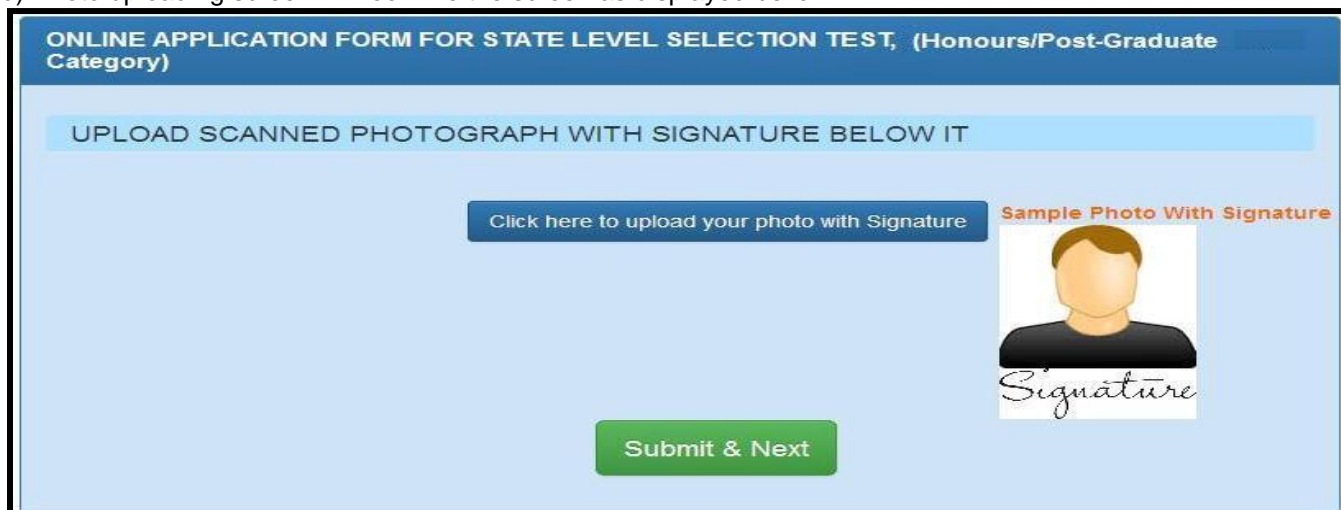 ONLINE APPLICATION FORM FOR STATE LEVEL SELECTION TEST, (Honours/Post-Graduate
Category)
UPLOAD SCANNED PHOTOGRAPH WITH SIGNATURE BELOW IT
Click here to upload your photo with Signature
Sample Photo With Signature
Signature
Submit & Next